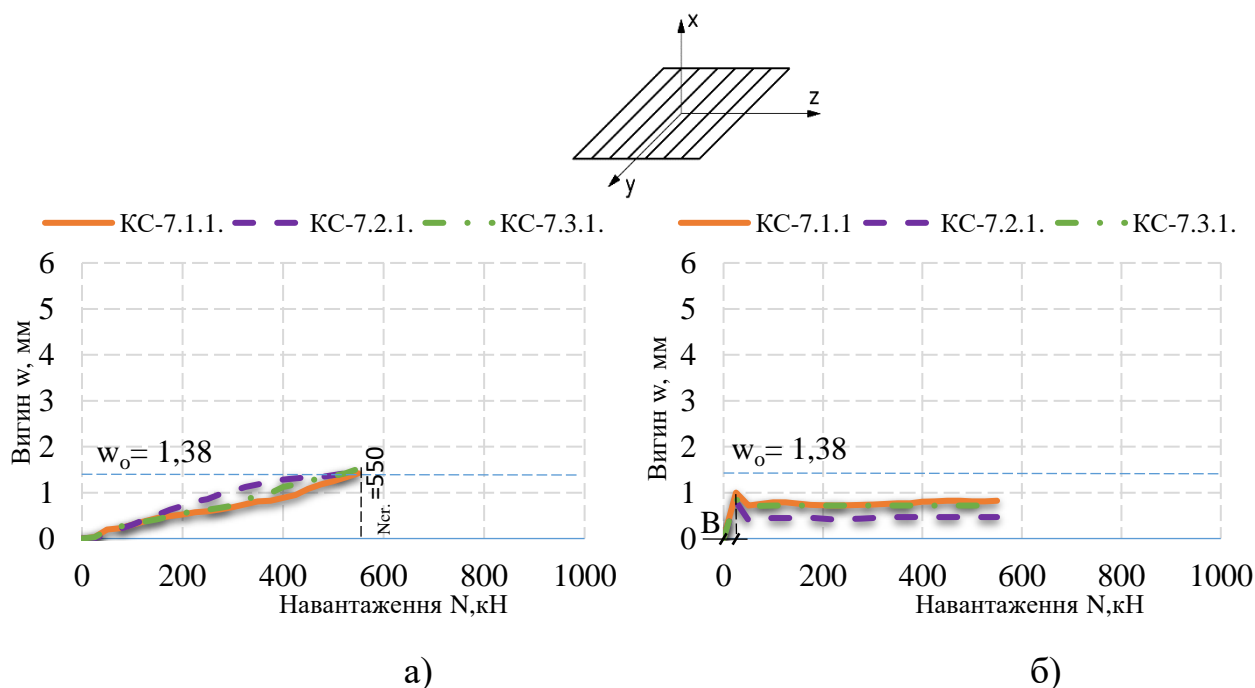 x
z
y
КС-7.1.1. КС-7.2.1. КС-7.3.1.
Вигин w, мм
6
5
4
3
2
1
0
wₒ= 1,38
Nст. =550
0 200 400 600 800 1000
Навантаження N,кН
а)
КС-7.1.1 КС-7.2.1. КС-7.3.1.
Вигин w, мм
6
5
4
3
2
1
0
wₒ= 1,38
В
0 200 400 600 800 1000
Навантаження N,кН
б)